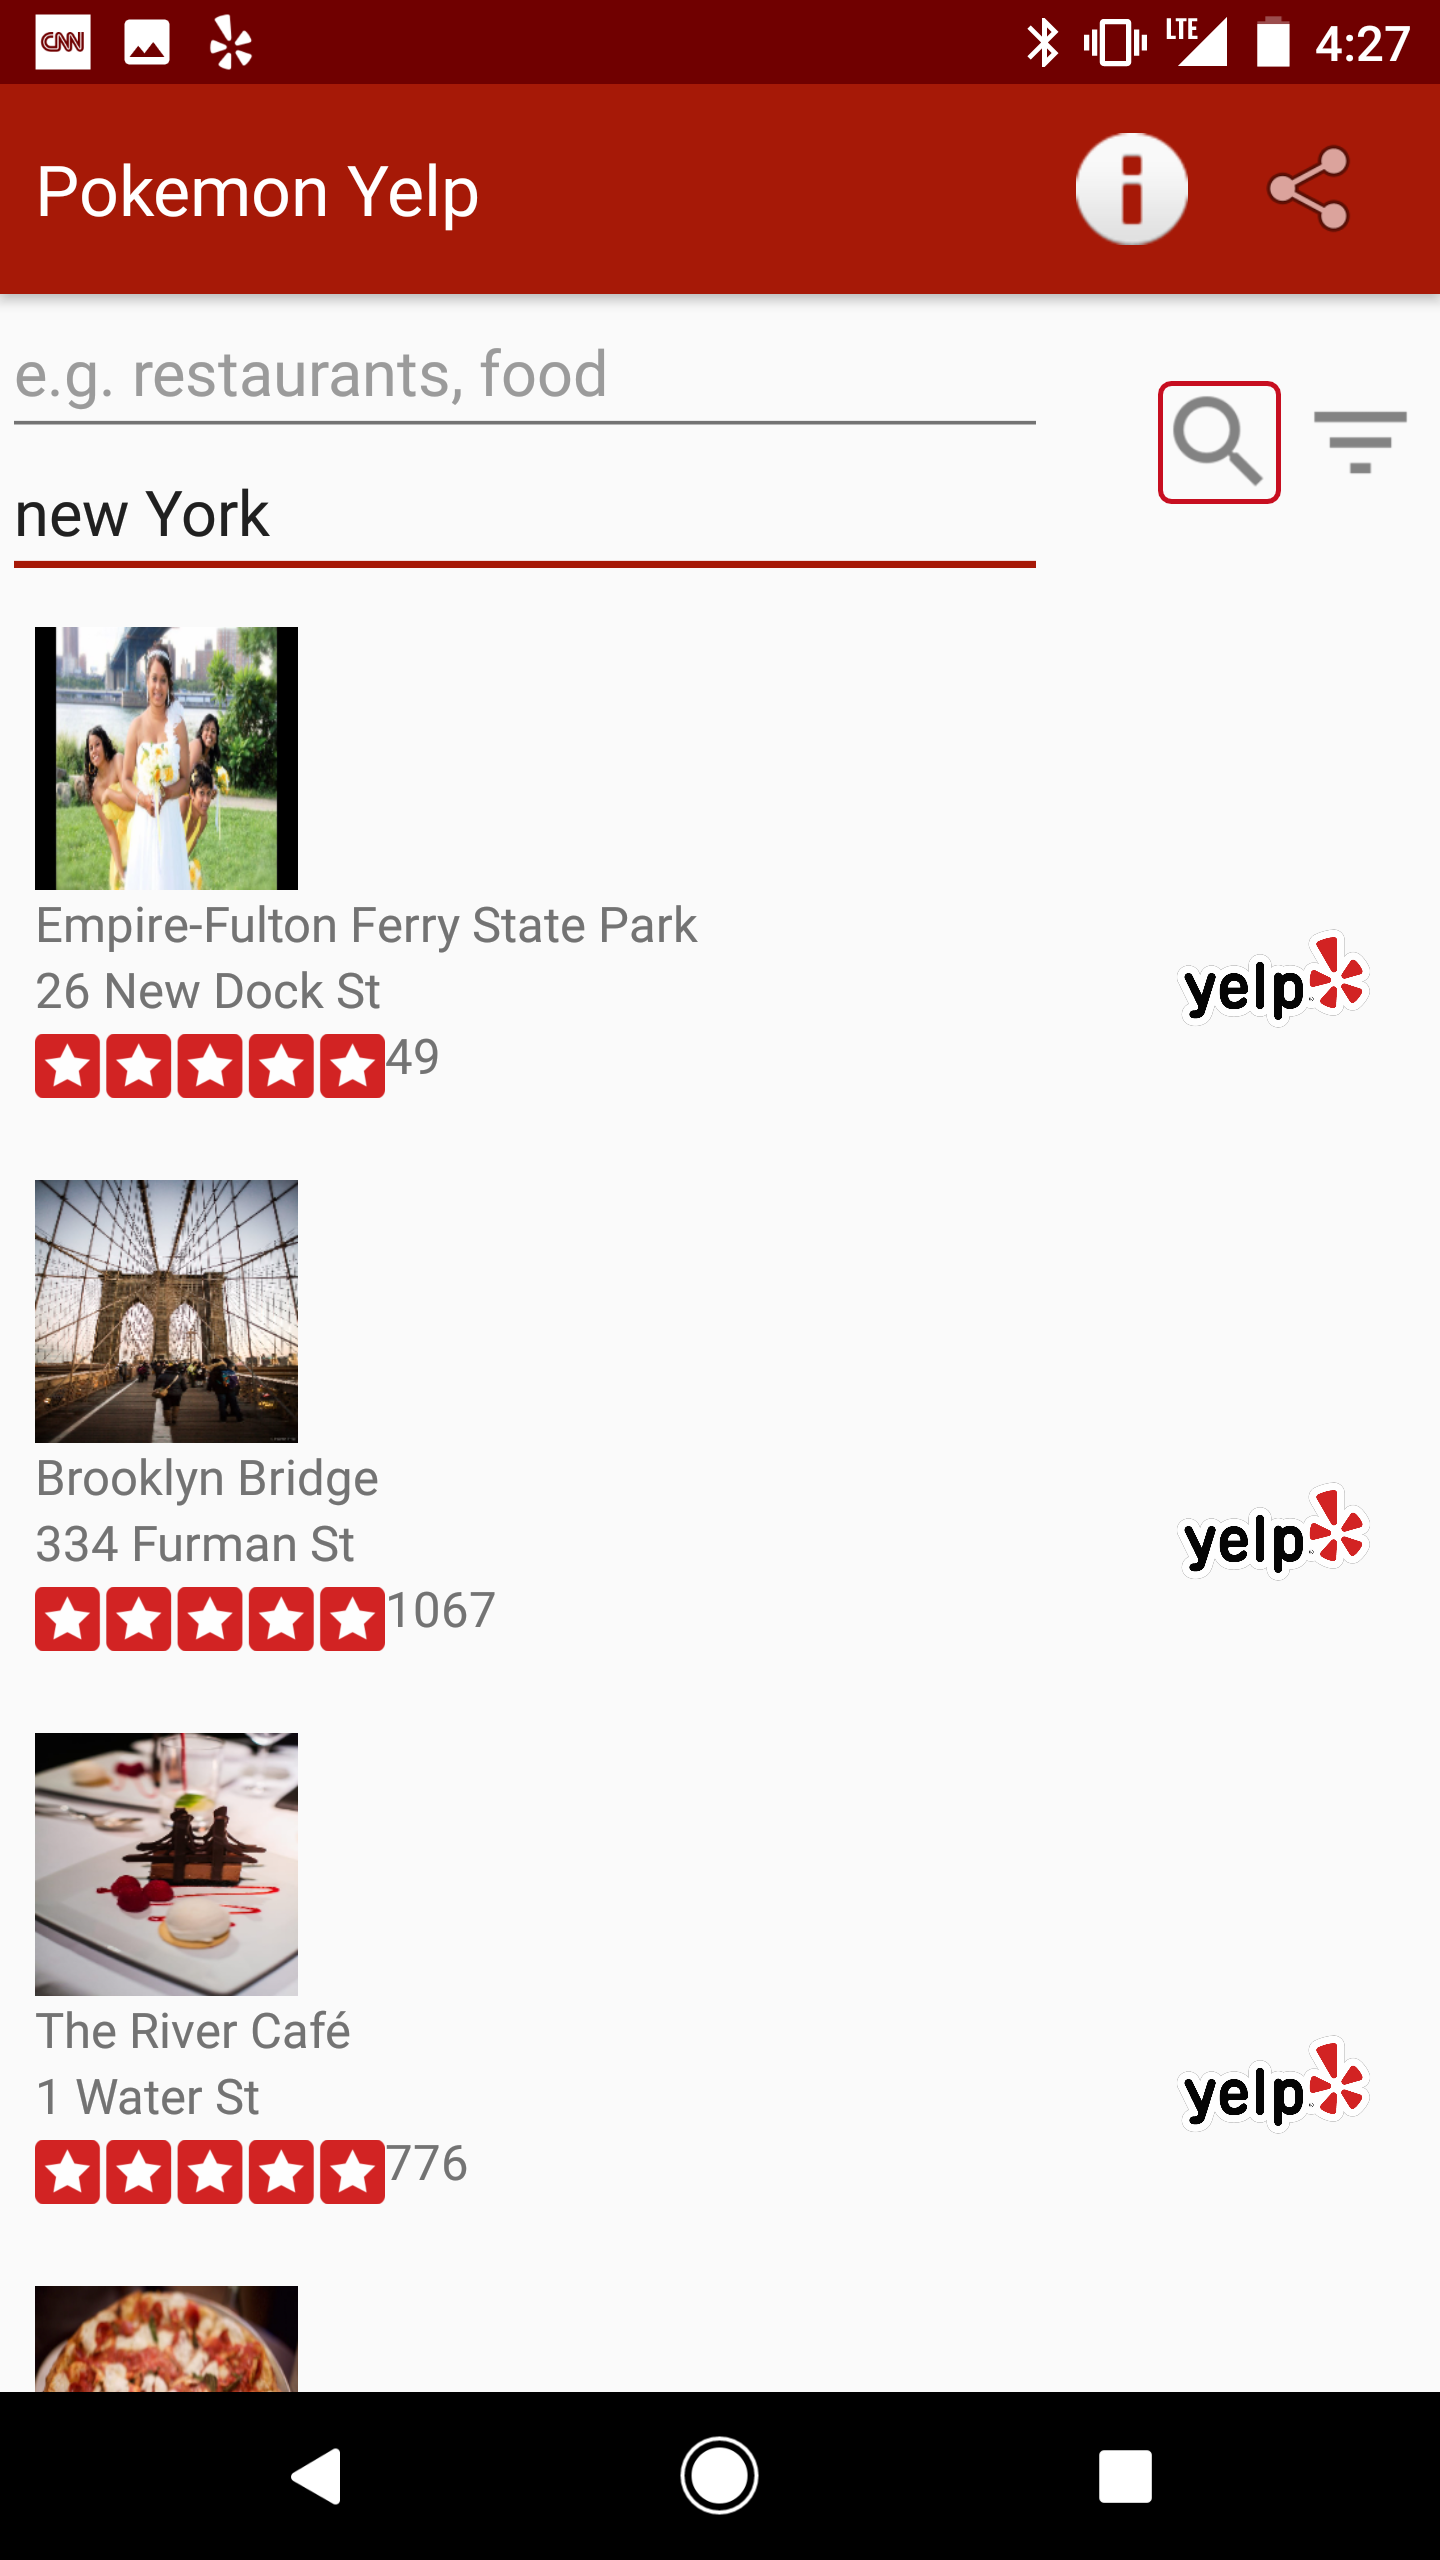 CNN
LTE 4:27
Pokemon Yelp
e.g. restaurants, food
new York
Empire-Fulton Ferry State Park
26 New Dock St
yelp
49
Brooklyn Bridge
334 Furman St
yelp
1067
The River Café
1 Water St
yelp
776